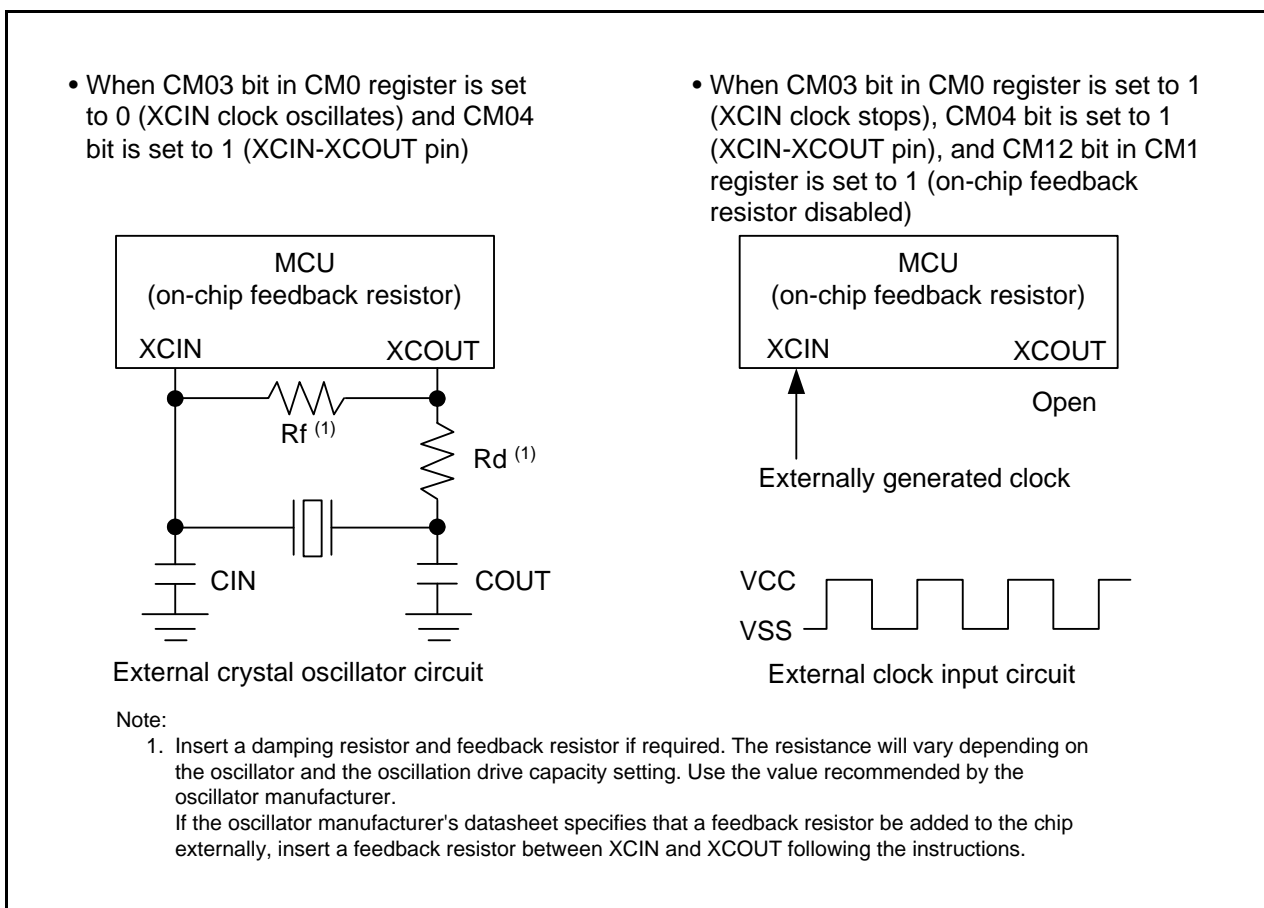 • When CM03 bit in CM0 register is set
to 0 (XCIN clock oscillates) and CM04
bit is set to 1 (XCIN-XCOUT pin)
MCU
(on-chip feedback resistor)
XCIN XCOUT
Rf (1)
Rd (1)
CIN COUT
External crystal oscillator circuit
• When CM03 bit in CM0 register is set to 1
(XCIN clock stops), CM04 bit is set to 1
(XCIN-XCOUT pin), and CM12 bit in CM1
register is set to 1 (on-chip feedback
resistor disabled)
MCU
(on-chip feedback resistor)
XCIN XCOUT
Open
Externally generated clock
VCC
VSS
External clock input circuit
Note:
1. Insert a damping resistor and feedback resistor if required. The resistance will vary depending on
the oscillator and the oscillation drive capacity setting. Use the value recommended by the
oscillator manufacturer.
If the oscillator manufacturer's datasheet specifies that a feedback resistor be added to the chip
externally, insert a feedback resistor between XCIN and XCOUT following the instructions.